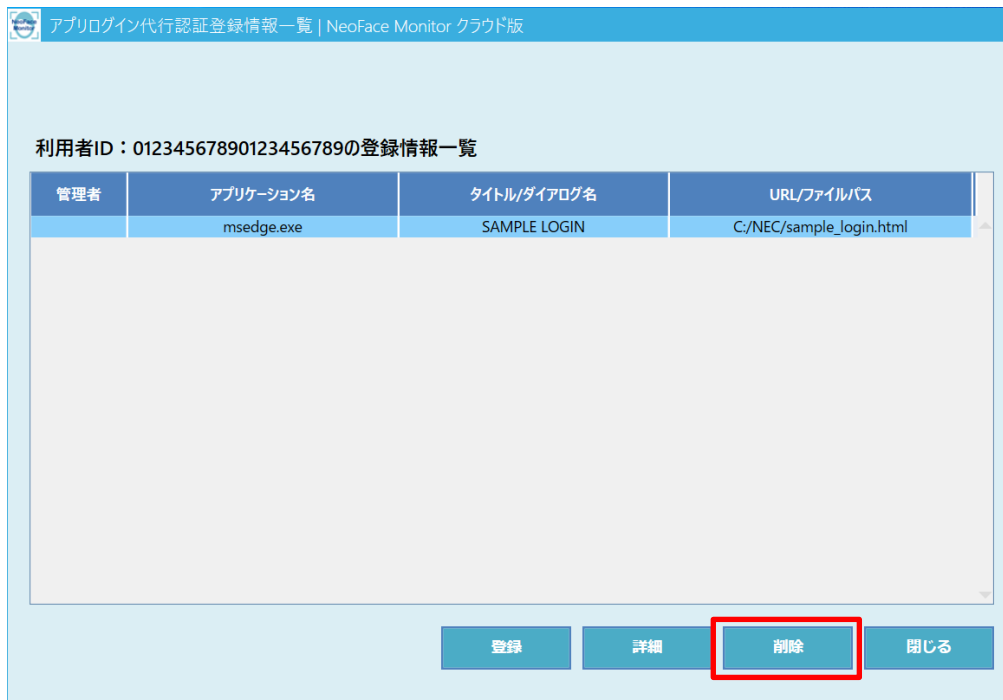 NeoFace Monitor アプリログイン代行認証登録情報一覧 | NeoFace Monitor クラウド版
利用者ID：01234567890123456789の登録情報一覧
管理者 アプリケーション名 タイトル/ダイアログ名 URL/ファイルパス
msedge.exe SAMPLE LOGIN C:/NEC/sample_login.html
登録 詳細 削除 閉じる